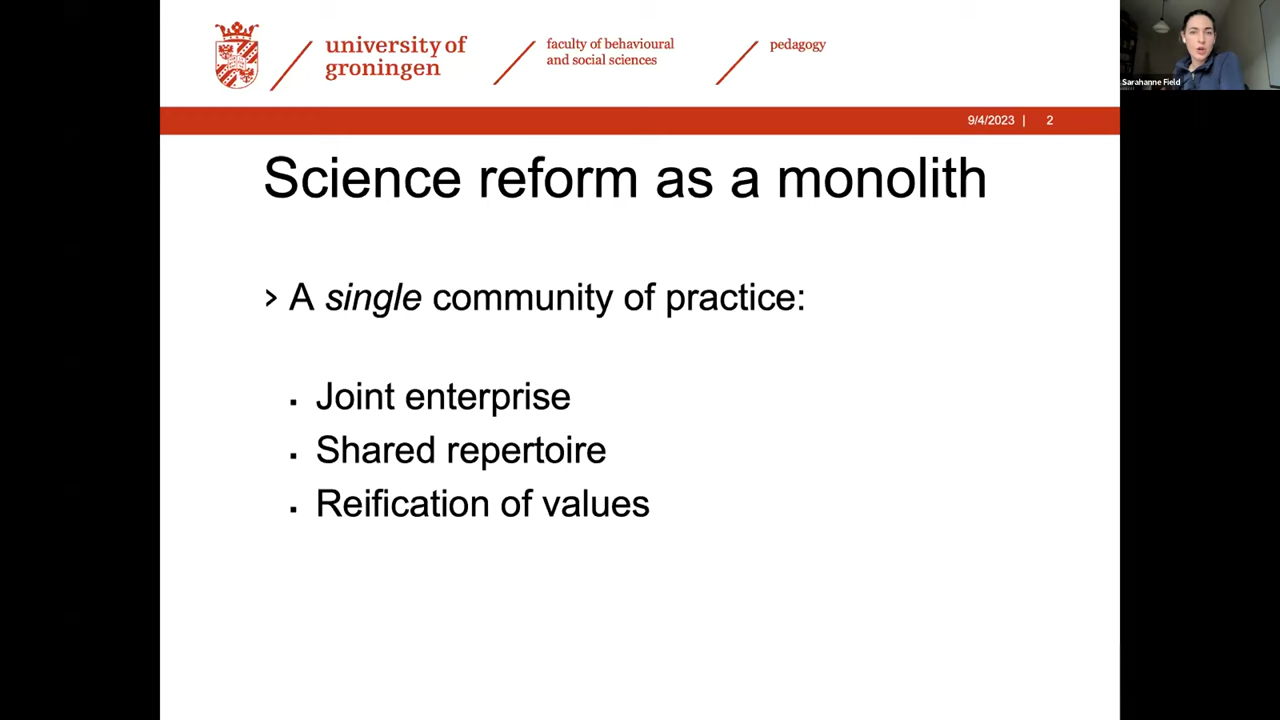 university of
groningen
faculty of behavioural
and social sciences
pedagogy
Sarahanne Field
9/4/2023 | 2
Science reform as a monolith
› A single community of practice:
▪ Joint enterprise
▪ Shared repertoire
▪ Reification of values